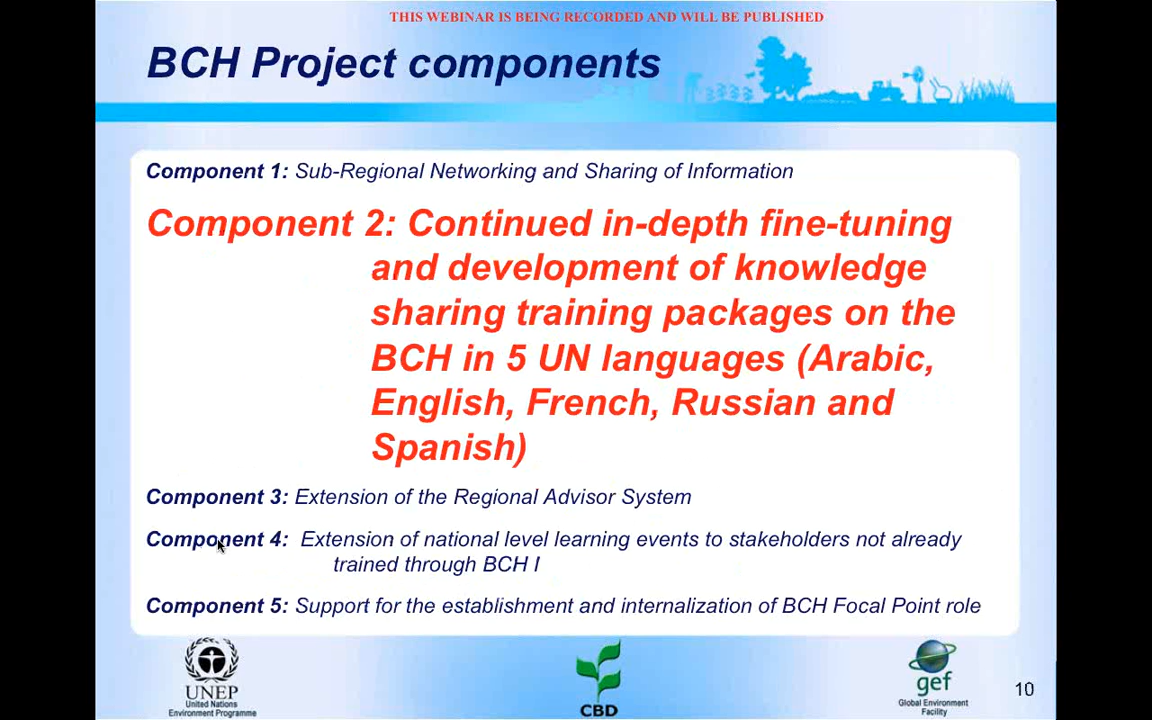 THIS WEBINAR IS BEING RECORDED AND WILL BE PUBLISHED
BCH Project components
Component 1: Sub-Regional Networking and Sharing of Information
Component 2: Continued in-depth fine-tuning
and development of knowledge
sharing training packages on the
BCH in 5 UN languages (Arabic,
English, French, Russian and
Spanish)
Component 3: Extension of the Regional Advisor System
Component 4: Extension of national level learning events to stakeholders not already
trained through BCH I
Component 5: Support for the establishment and internalization of BCH Focal Point role
UNEP
United Nations
Environment Programme
CBD
gef
Global Environment
Facility
10